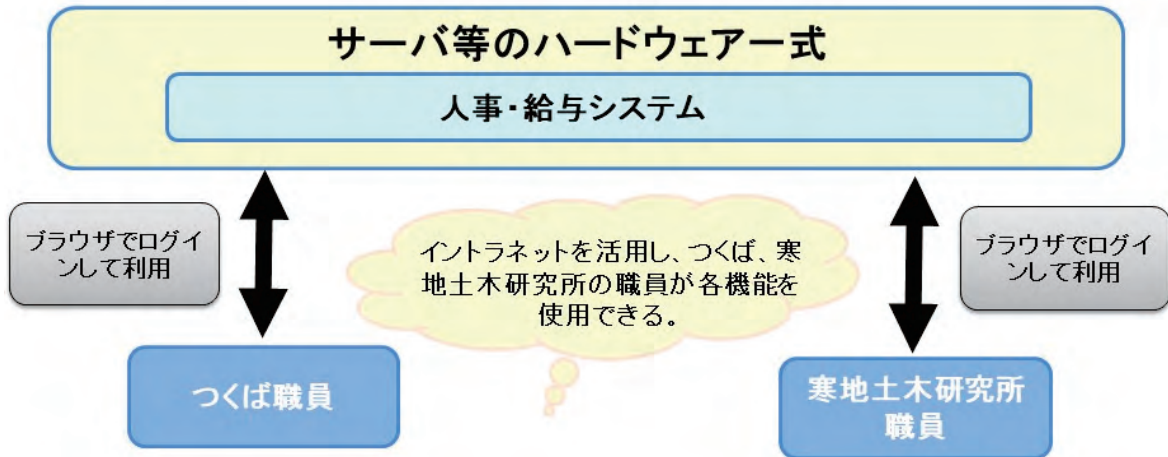 サーバ等のハードウェアー式
人事・給与システム
ブラウザでログイ
ンして利用
イントラネットを活用し、つくば、寒
地土木研究所の職員が各機能を
使用できる。
ブラウザでログイ
ンして利用
つくば職員
寒地土木研究所
職員